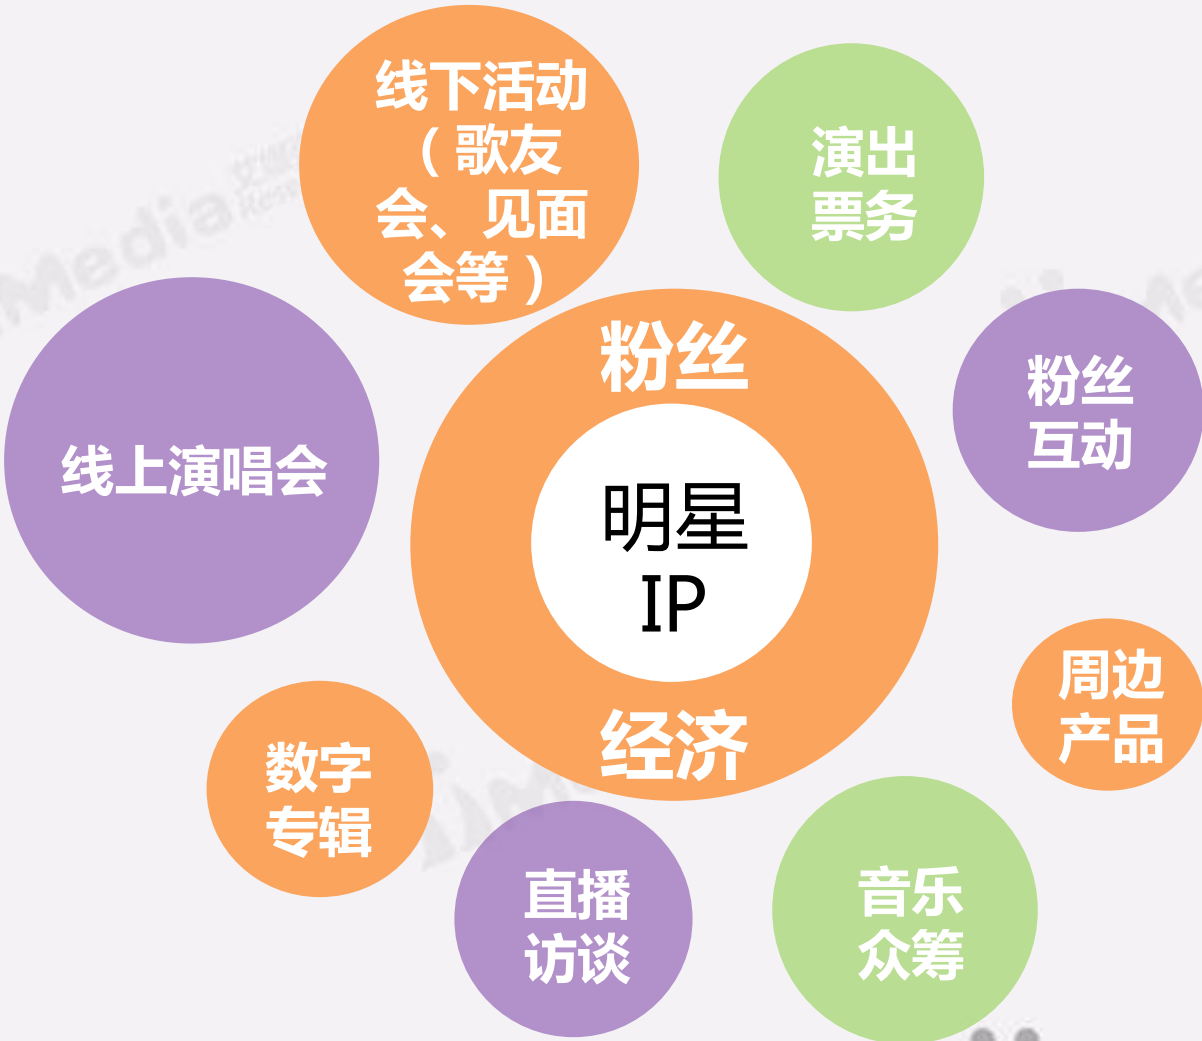 线下活动
（歌友
会、见面
会等）
演出
票务
粉丝
互动
线上演唱会
粉丝
明星
IP
经济
周边
产品
数字
专辑
直播
访谈
音乐
众筹
Media